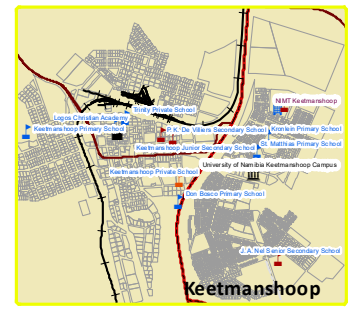 NIMT Keetmanshoop
Trinity Private School
Logos Christian Academy
Keetmanshoop Primary School
P. K. De Villiers Secondary School
Kronlein Primary School
Keetmanshoop Junior Secondary School
St. Matthias Primary School
University of Namibia Keetmanshoop Campus
Keetmanshoop Private School
Don Bosco Primary School
J. A. Nel Senior Secondary School
Keetmanshoop